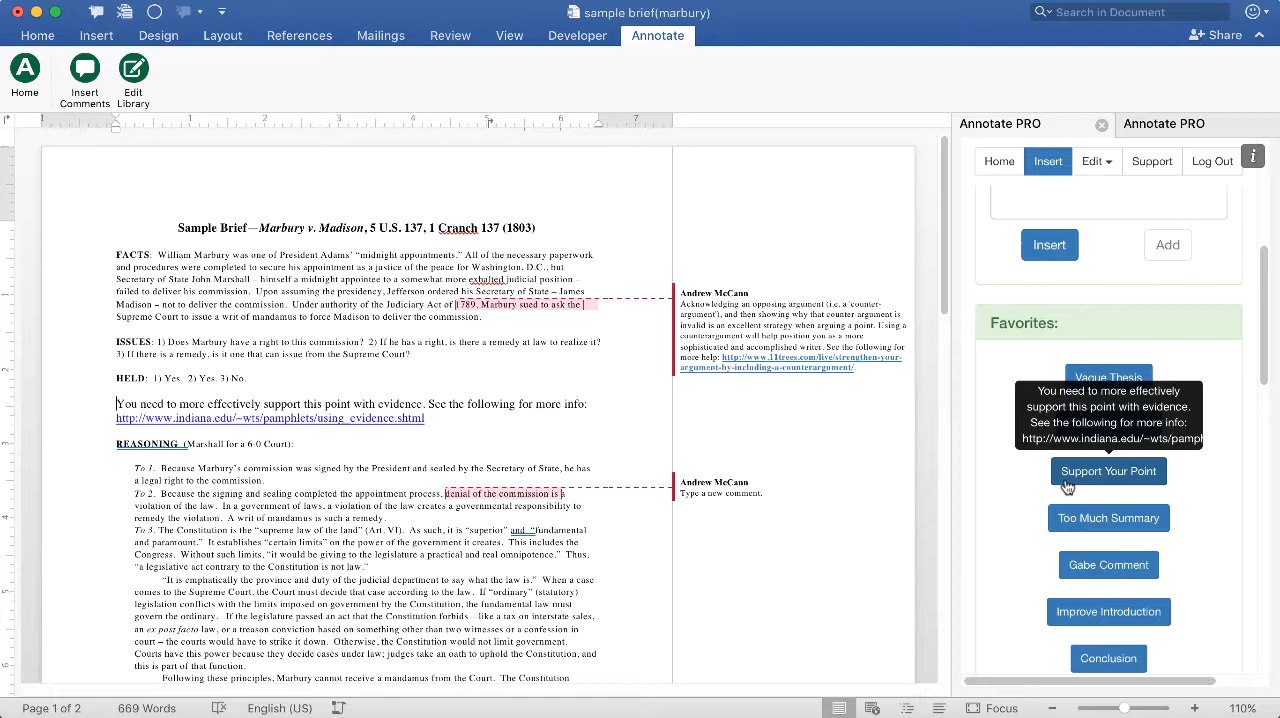 sample brief(marbury)
Search in Document
Home Insert Design Layout References Mailings Review View Developer Annotate
Share
A
Home
Insert Comments
Edit Library
1 1 2 3 4 5 6 7
Annotate PRO
Annotate PRO
Home Insert Edit Support Log Out
i
Insert
Add
Favorites:
Vague Thesis
You need to more effectively
support this point with evidence.
See the following for more info:
http://www.indiana.edu/~wts/pamph
Support Your Point
Too Much Summary
Gabe Comment
Improve Introduction
Conclusion
Sample Brief—Marbury v. Madison, 5 U.S. 137, 1 Cranch 137 (1803)
FACTS: William Marbury was one of President Adams’ “midnight appointments.” All of the necessary paperwork
and procedures were completed to secure his appointment as a justice of the peace for Washington, D.C., but
Secretary of State John Marshall – himself a midnight appointee to a somewhat more exhalted judicial position –
failed to deliver his commission. Upon assuming the presidency, Jefferson ordered his Secretary of State – James
Madison – not to deliver the commission. Under authority of the Judiciary Act of 1789, Marbury sued to ask the
Supreme Court to issue a writ of mandamus to force Madison to deliver the commission.
ISSUES: 1) Does Marbury have a right to this commission? 2) If he has a right, is there a remedy at law to realize it?
3) If there is a remedy, is it one that can issue from the Supreme Court?
HELD: 1) Yes. 2) Yes. 3) No.
You need to more effectively support this point with evidence. See the following for more info:
http://www.indiana.edu/~wts/pamphlets/using_evidence.shtml
REASONING (Marshall for a 6-0 Court):
To 1. Because Marbury’s commission was signed by the President and sealed by the Secretary of State, he has
a legal right to the commission.
To 2. Because the signing and sealing completed the appointment process, denial of the commission is a
violation of the law. In a government of laws, a violation of the law creates a governmental responsibility to
remedy the violation. A writ of mandamus is such a remedy.
To 3. The Constitution is the “supreme law of the land” (Art. VI). As such, it is “superior” and “fundamental
and paramount.” It establishes “certain limits” on the power of the government it creates. This includes the
Congress. Without such limits, “it would be giving to the legislature a practical and real omnipotence.” Thus,
“a legislative act contrary to the Constitution is not law.”
“It is emphatically the province and duty of the judicial department to say what the law is.” When a case
comes to the Supreme Court, the Court must decide that case according to the law. If “ordinary” (statutory)
legislation conflicts with the limits imposed on government by the Constitution, the fundamental law must
govern the ordinary. If the legislature passed an act that the Constitution forbids – like a tax on interstate sales,
an ex post facto law, or a treason conviction based on something other than two witnesses or a confession in
court – the courts would have to strike it down. Otherwise, the Constitution would not limit government.
Courts have this power because they decide cases under law; judges take an oath to uphold the Constitution, and
this is part of that function.
Following these principles, Marbury cannot receive a mandamus from the Court. The Constitution
Andrew McCann
Acknowledging an opposing argument (i.e. a 'counter-
argument'), and then showing why that counterargument is
invalid is an excellent strategy when arguing a point. Using a
counterargument will help position you as a more
sophisticated and accomplished writer. See the following for
more help: http://www.11trees.com/live/strengthen-your-
argument-by-including-a-counterargument/.
Andrew McCann
Type a new comment.
Page 1 of 2 669 Words English (US) Focus 110%